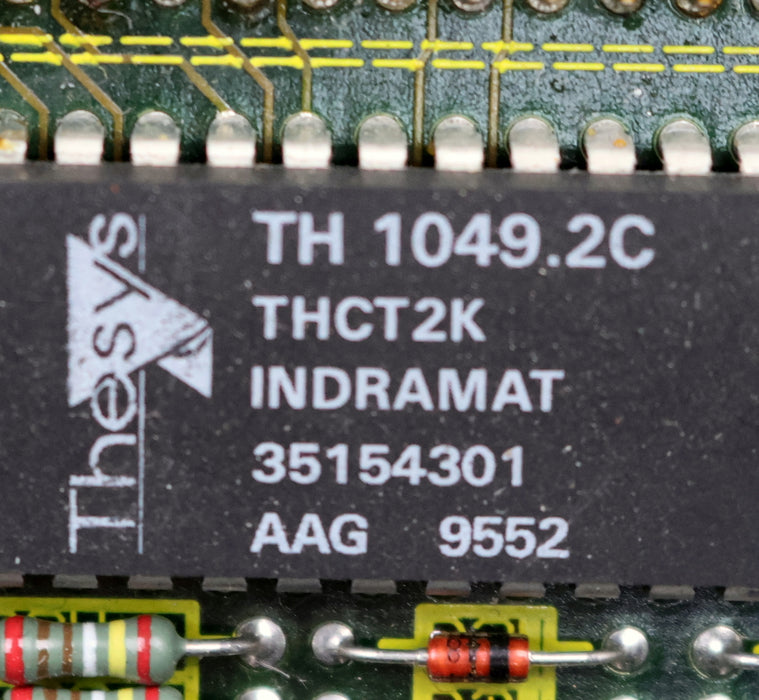 Thesys
TH 1049.2C
THCT2K
INDRAMAT
35154301
AAG 9552